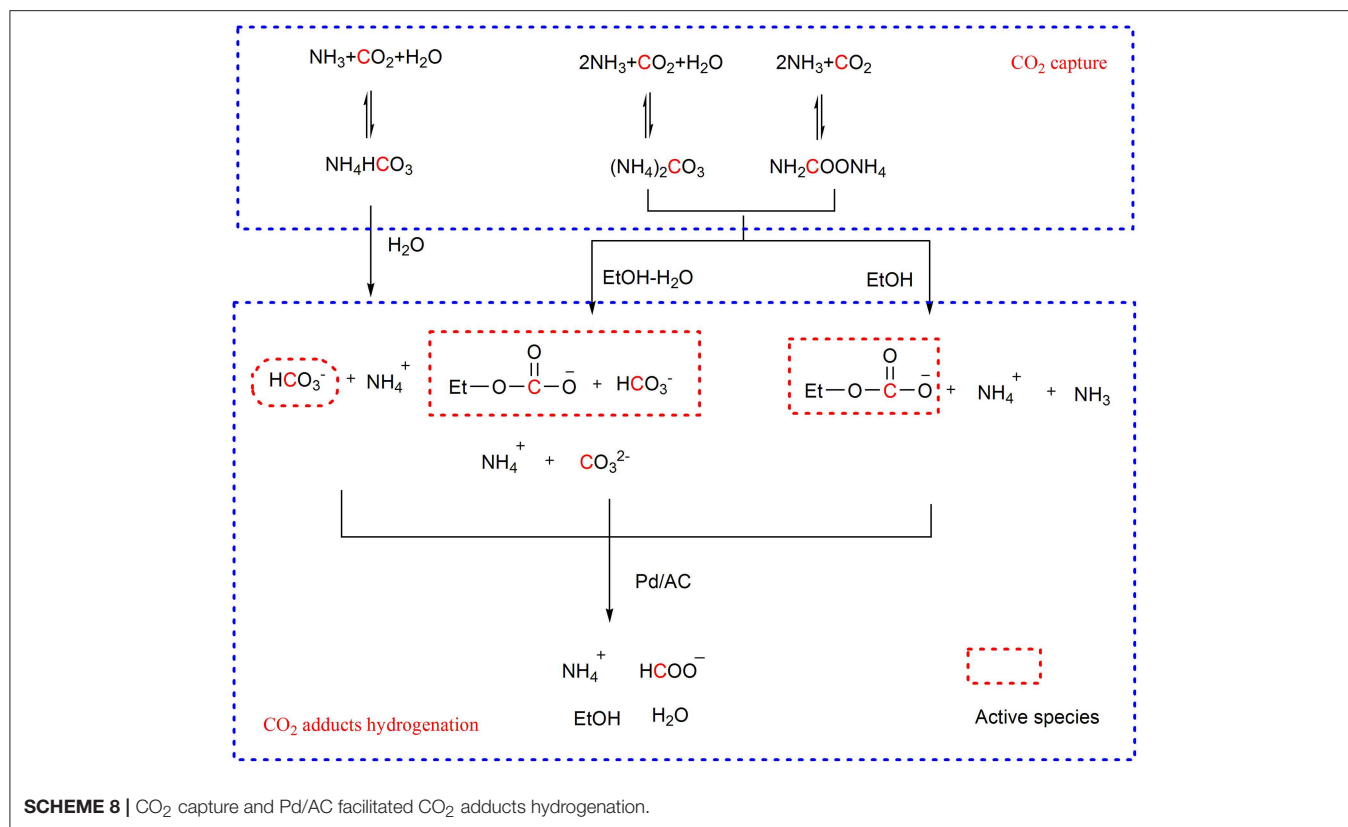 NH₃+CO₂+H₂O
2NH₃+CO₂+H₂O
2NH₃+CO₂
CO₂ capture
NH₄HCO₃
(NH₄)₂CO₃
NH₂COONH₄
H₂O
EtOH-H₂O
EtOH
HCO₃⁻ + NH₄⁺
O
Et—O—C—O⁻ + HCO₃⁻
O
Et—O—C—O⁻ + NH₄⁺ + NH₃
NH₄⁺ + CO₃²⁻
Pd/AC
NH₄⁺ HCOO⁻
EtOH H₂O
CO₂ adducts hydrogenation
Active species
SCHEME 8 | CO₂ capture and Pd/AC facilitated CO₂ adducts hydrogenation.